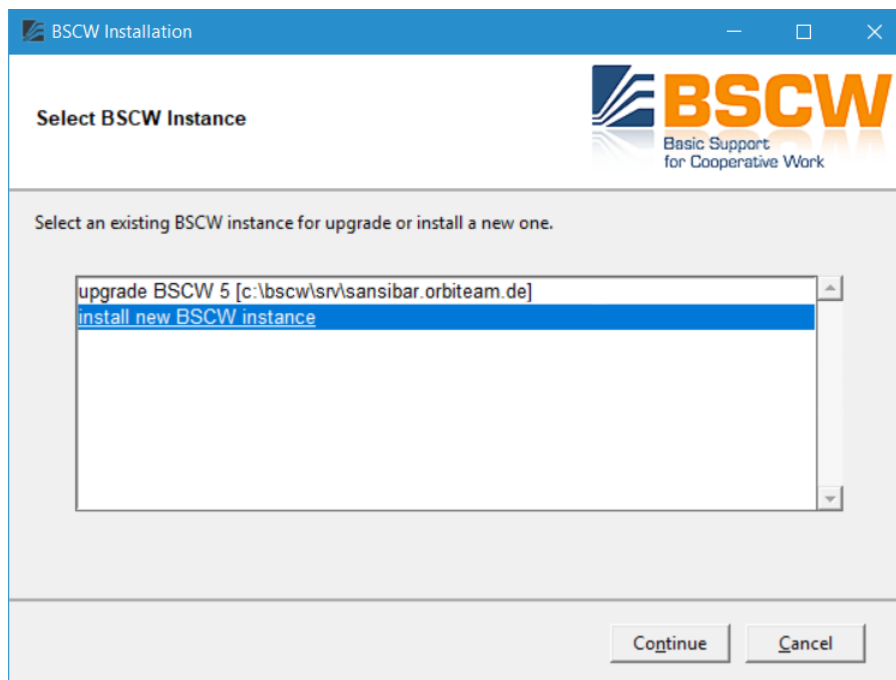 BSCW Installation
Select BSCW Instance
BSCW
Basic Support
for Cooperative Work
Select an existing BSCW instance for upgrade or install a new one.
upgrade BSCW 5 [c:\bscw\srv\sansibar.orbiteam.de]
install new BSCW instance
Continue
Cancel